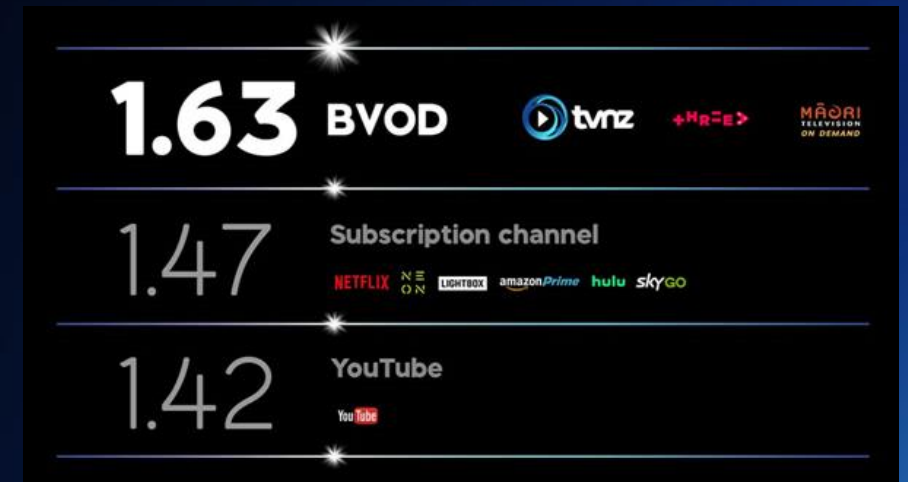 1.63 BVOD tvnz +HR=E> MĀORI
TELEVISION
ON DEMAND
1.47 Subscription channel
NETFLIX NEON LIGHTBOX amazonPrime hulu skyGO
1.42 YouTube
YouTube